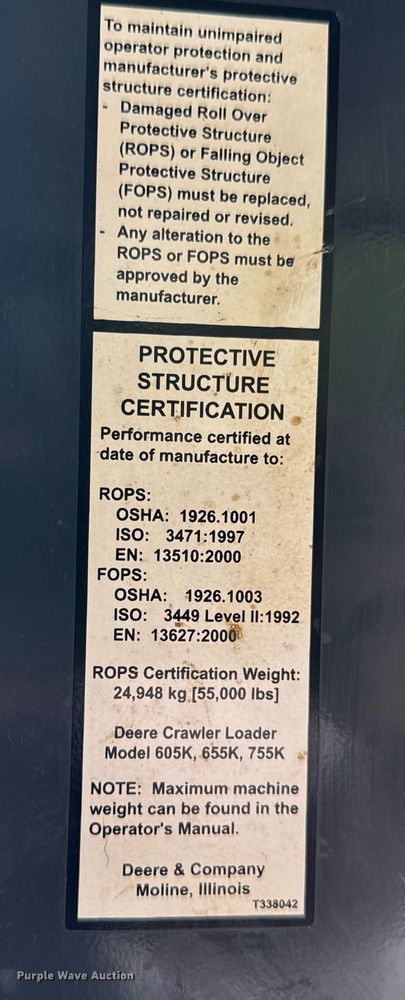 To maintain unimpaired
operator protection and
manufacturer's protective
structure certification:
- Damaged Roll Over
Protective Structure
(ROPS) or Falling Object
Protective Structure
(FOPS) must be replaced,
not repaired or revised.
- Any alteration to the
ROPS or FOPS must be
approved by the
manufacturer.
PROTECTIVE
STRUCTURE
CERTIFICATION
Performance certified at
date of manufacture to:
ROPS:
OSHA: 1926.1001
ISO: 3471:1997
EN: 13510:2000
FOPS:
OSHA: 1926.1003
ISO: 3449 Level II:1992
EN: 13627:2000
ROPS Certification Weight:
24,948 kg [55,000 lbs]
Deere Crawler Loader
Model 605K, 655K, 755K
NOTE: Maximum machine
weight can be found in the
Operator's Manual.
Deere & Company
Moline, Illinois
T338042
Purple Wave Auction